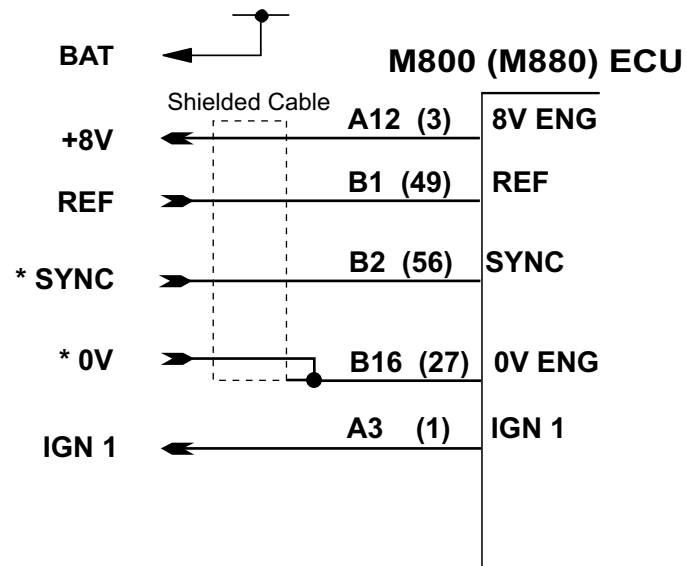 BAT
M800 (M880) ECU
Shielded Cable
+8V A12 (3) 8V ENG
REF B1 (49) REF
* SYNC B2 (56) SYNC
* 0V B16 (27) 0V ENG
IGN 1 A3 (1) IGN 1